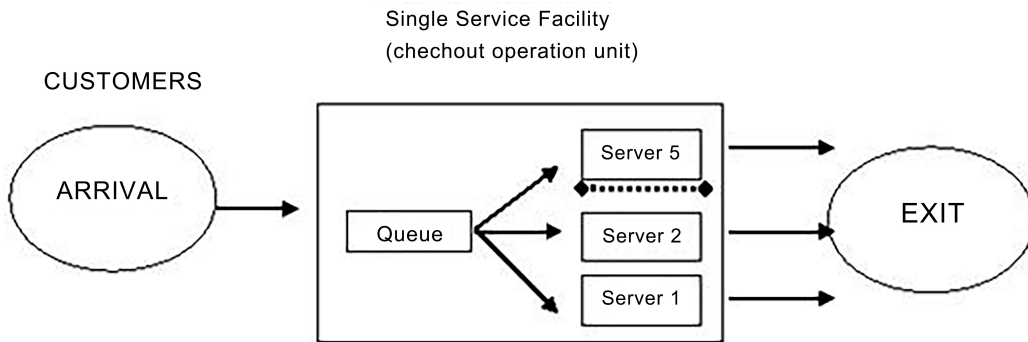 Single Service Facility
(chechout operation unit)
CUSTOMERS
ARRIVAL
Queue
Server 5
Server 2
Server 1
EXIT